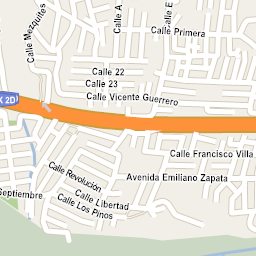 Calle Mezquites
Calle A
Calle E
Calle Primera
Calle 22
Calle 23
Calle Vicente Guerrero
X 2D
Calle Francisco Villa
Calle Revolucion
Avenida Emiliano Zapata
Septiembre
Calle Libertad
Calle Los Pinos